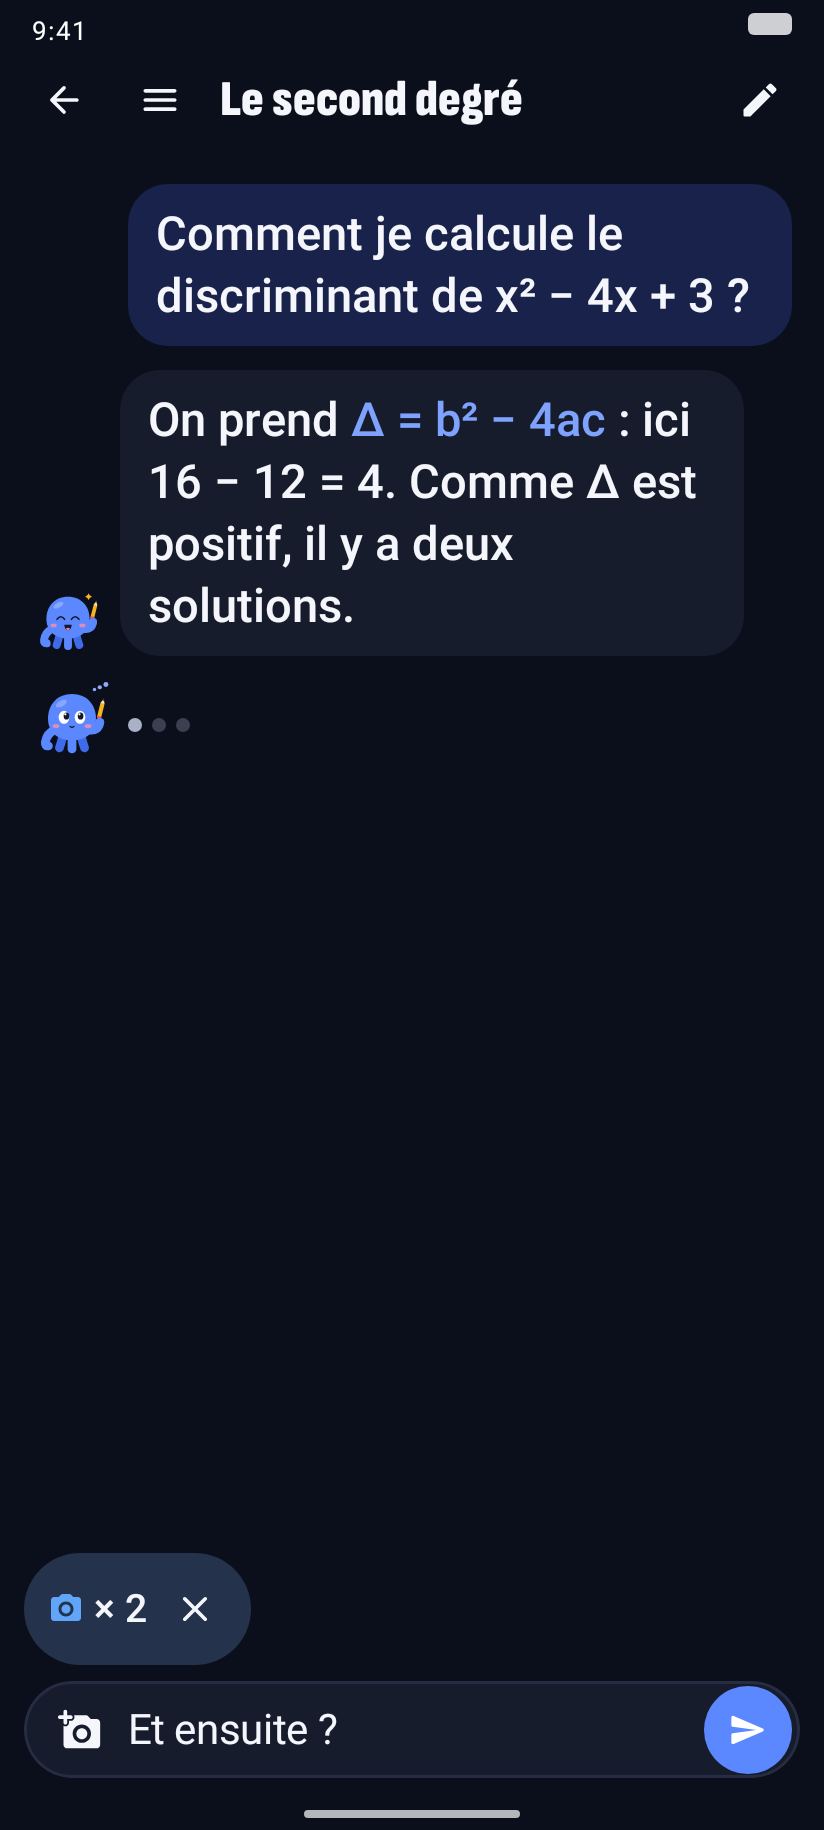 9:41
Le second degré
Comment je calcule le
discriminant de x² − 4x + 3 ?
On prend Δ = b² − 4ac : ici
16 − 12 = 4. Comme Δ est
positif, il y a deux
solutions.
× 2
Et ensuite ?